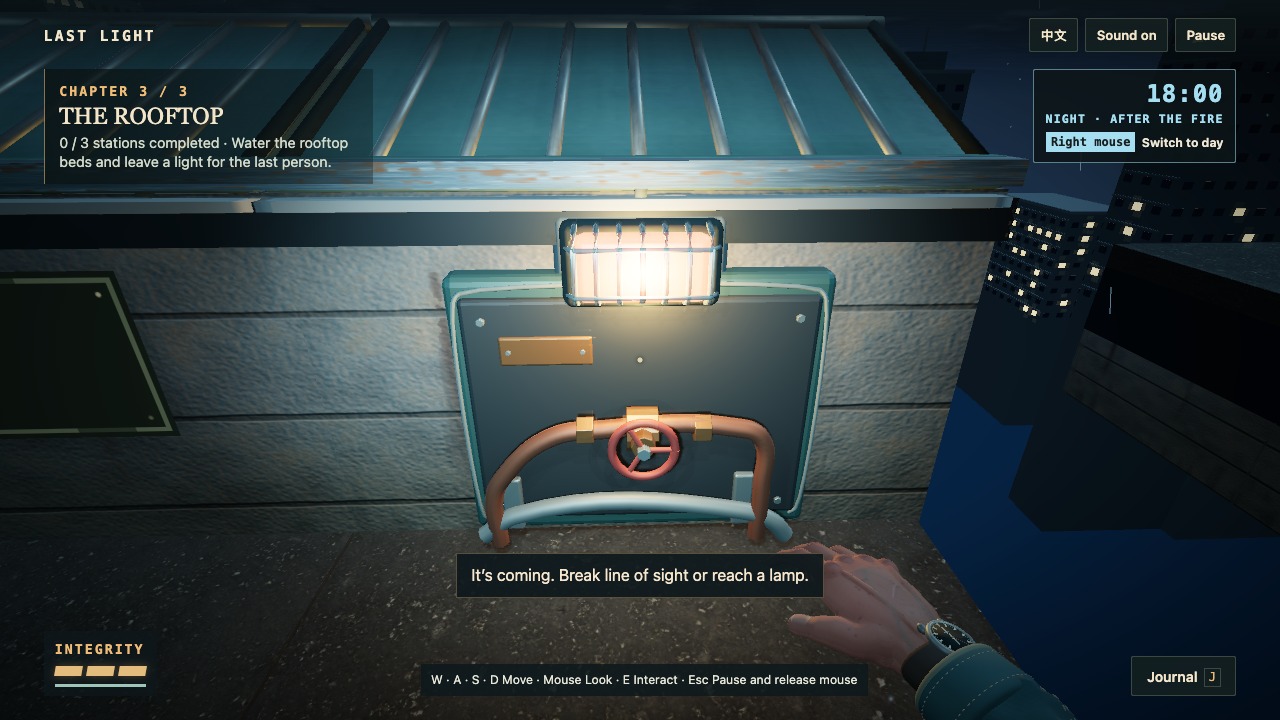 LAST LIGHT
中文
Sound on
Pause
CHAPTER 3 / 3
THE ROOFTOP
0 / 3 stations completed · Water the rooftop
beds and leave a light for the last person.
18:00
NIGHT · AFTER THE FIRE
Right mouse Switch to day
It’s coming. Break line of sight or reach a lamp.
INTEGRITY
W · A · S · D Move · Mouse Look · E Interact · Esc Pause and release mouse
Journal J